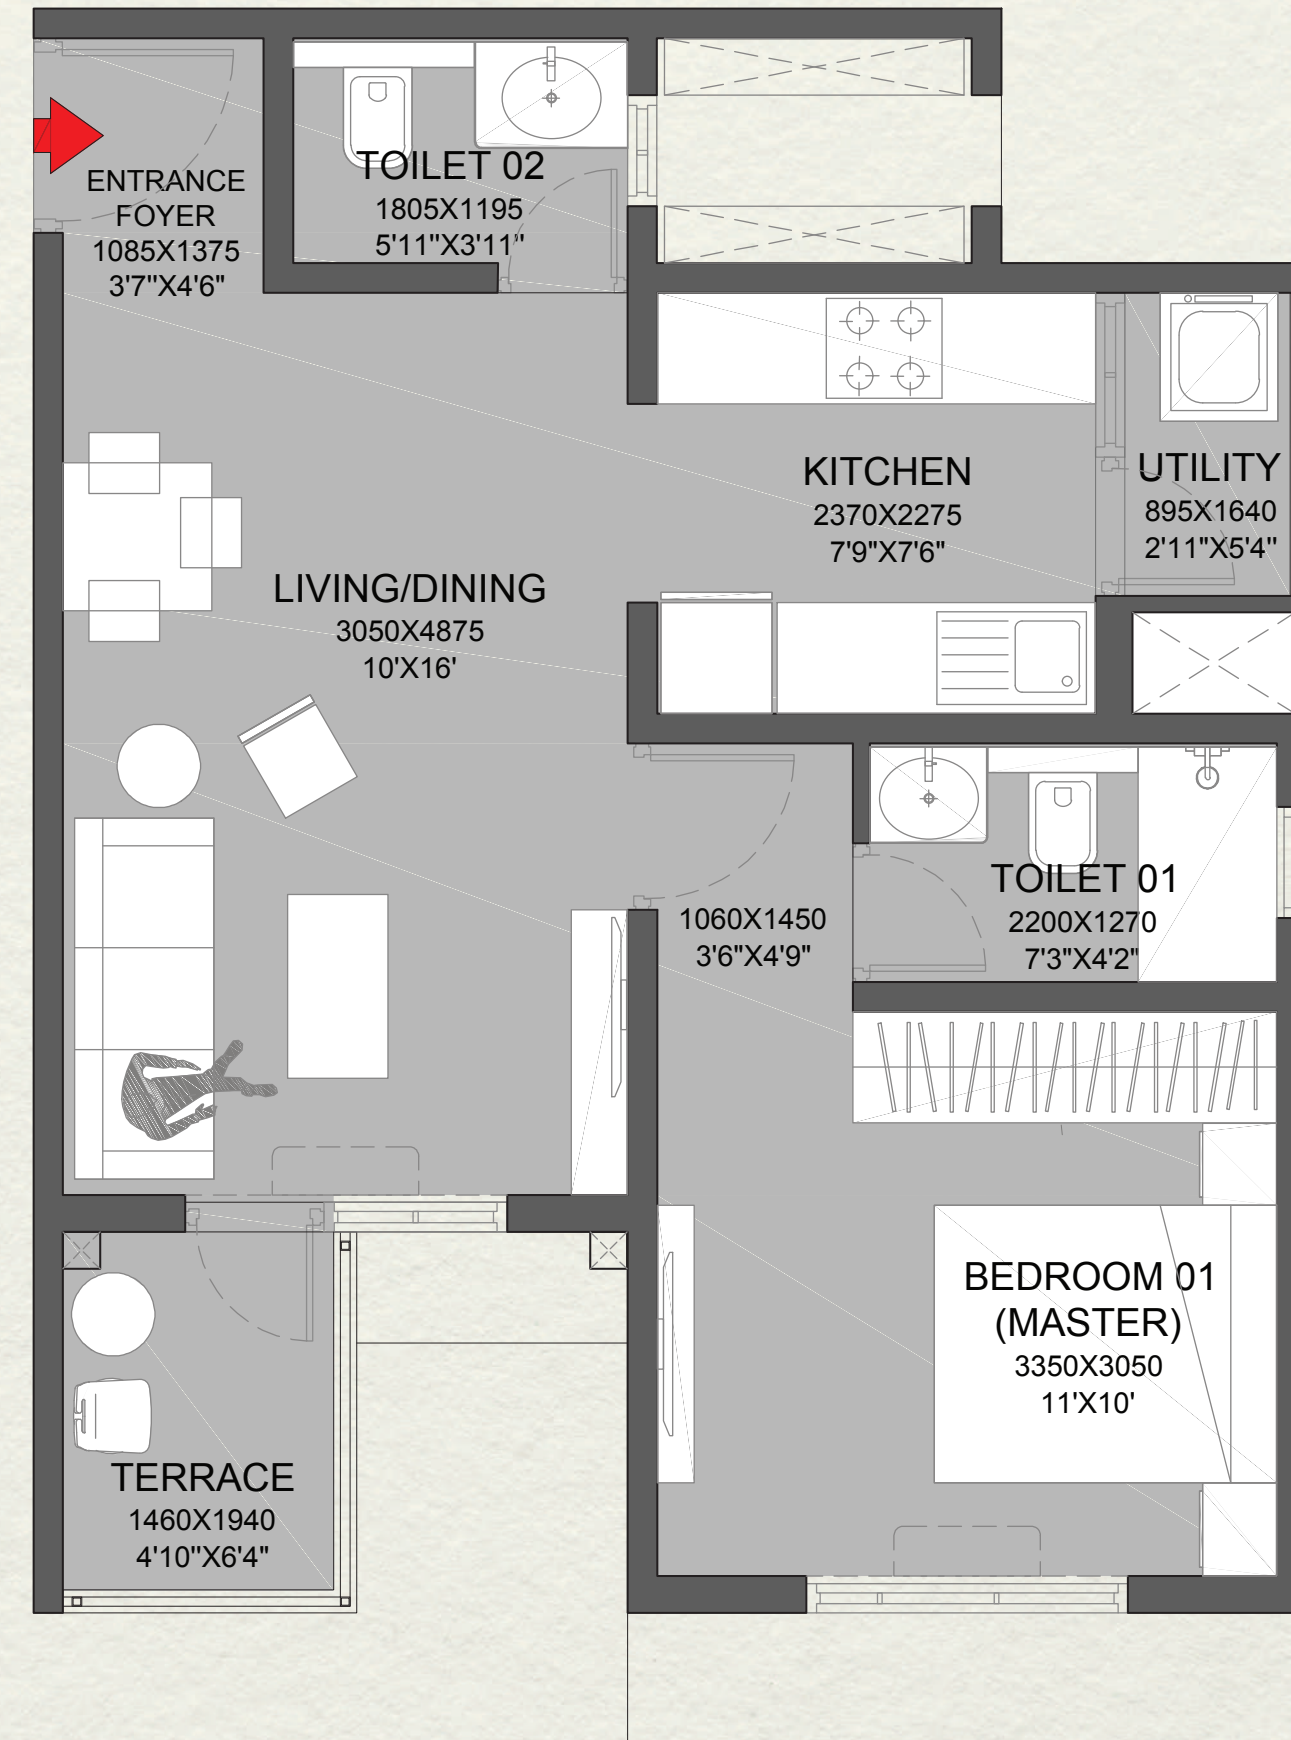 ENTRANCE
FOYER
1085X1375
3'7"X4'6"
TOILET 02
1805X1195
5'11"X3'11"
KITCHEN
2370X2275
7'9"X7'6"
UTILITY
895X1640
2'11"X5'4"
LIVING/DINING
3050X4875
10'X16'
1060X1450
3'6"X4'9"
TOILET 01
2200X1270
7'3"X4'2"
BEDROOM 01
(MASTER)
3350X3050
11'X10'
TERRACE
1460X1940
4'10"X6'4"